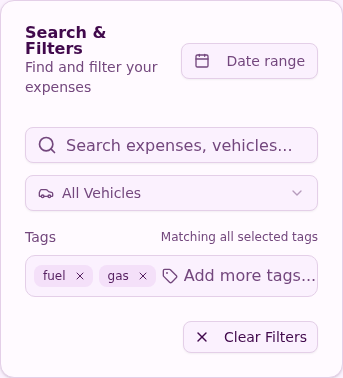 Search &
Filters
Find and filter your
expenses
Date range
Search expenses, vehicles...
All Vehicles
Tags
Matching all selected tags
fuel
gas
Add more tags...
Clear Filters